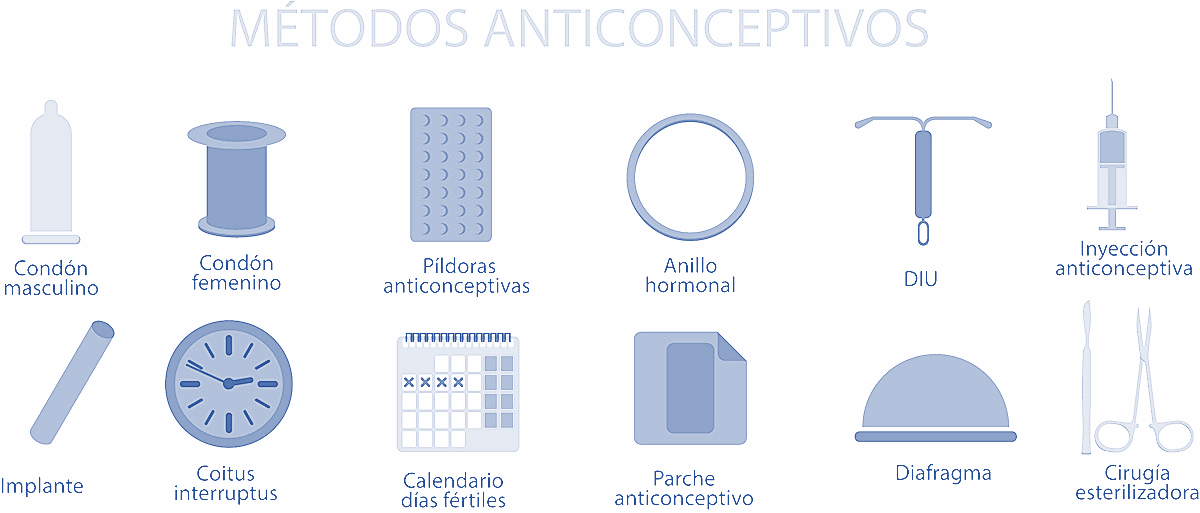 MÉTODOS ANTICONCEPTIVOS
Condón
masculino
Condón
femenino
Píldoras
anticonceptivas
Anillo
hormonal
DIU
Inyección
anticonceptiva
Implante
Coitus
interruptus
Calendario
días fértiles
Parche
anticonceptivo
Diafragma
Cirugía
esterilizadora